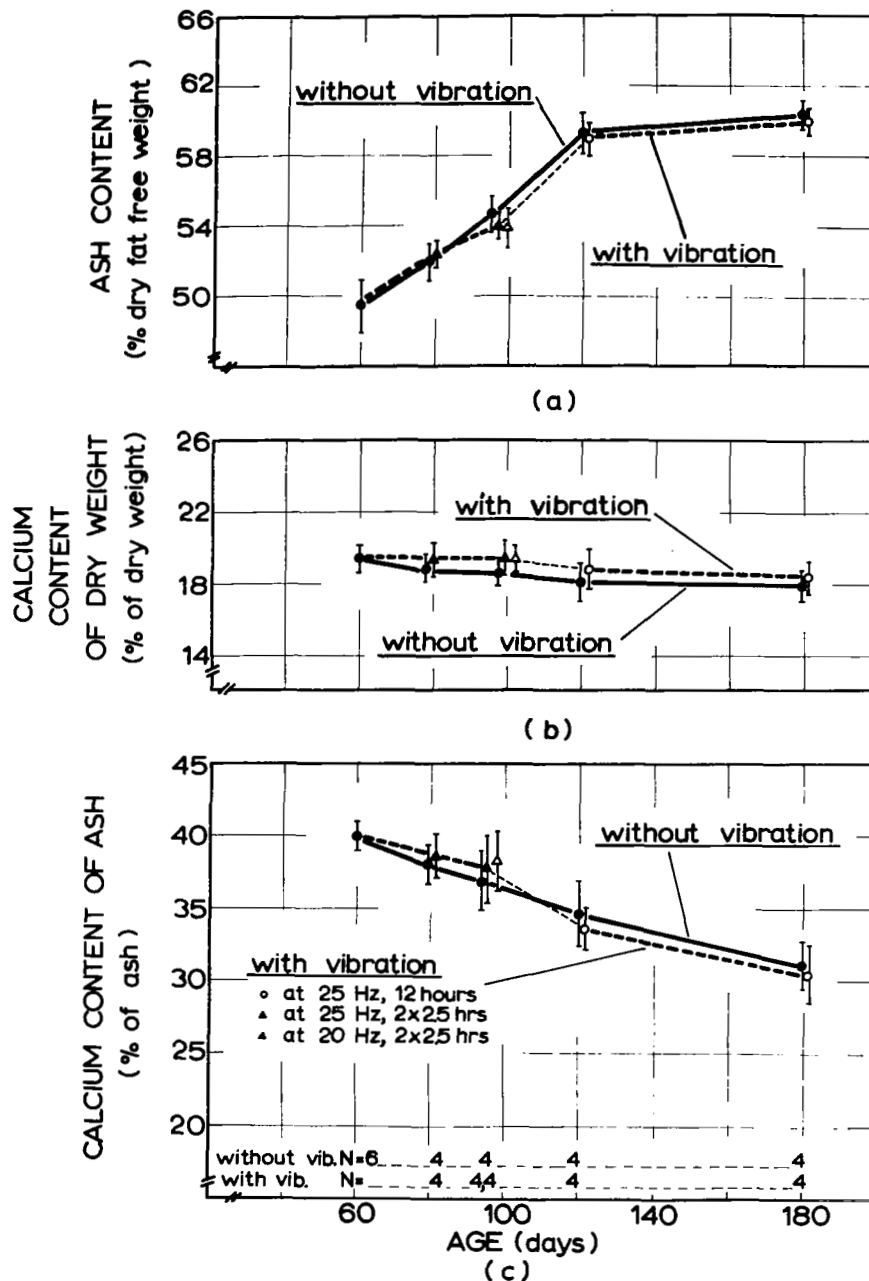 66
62
58
54
50
ASH CONTENT
(% dry fat free weight)
without vibration
with vibration
(a)
26
22
18
14
CALCIUM
CONTENT
OF DRY WEIGHT
(% of dry weight)
with vibration
without vibration
(b)
45
40
35
30
25
20
CALCIUM CONTENT OF ASH
(% of ash)
without vibration
with vibration
○ at 25 Hz, 12 hours
▲ at 25 Hz, 2x2.5 hrs
▲ at 20 Hz, 2x2.5 hrs
without vib. N=6 4 4 4 4
with vib. N= 4 4,4 4 4
60 100 140 180
AGE (days)
(c)